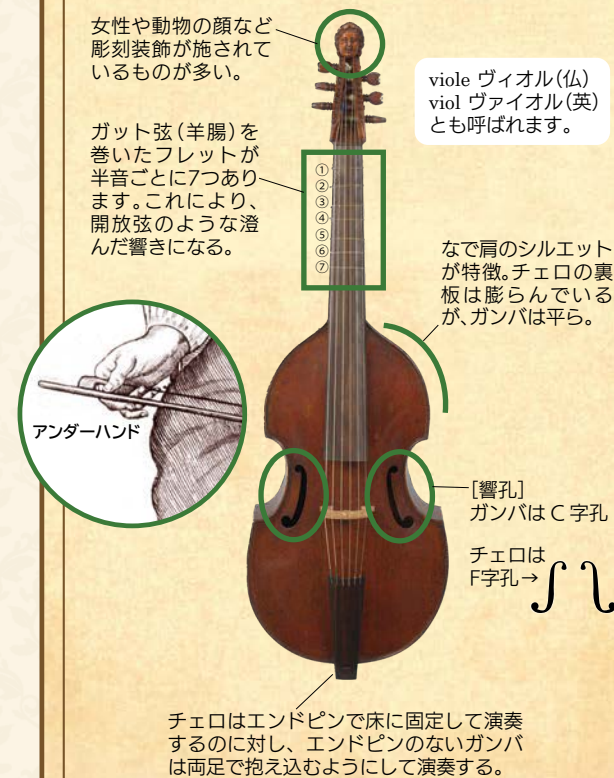 女性や動物の顔など
彫刻装飾が施されて
いるものが多い。
viole ヴィオル(仏)
viol ヴァイオル(英)
とも呼ばれます。
ガット弦(羊腸)を
巻いたフレットが
半音ごとに7つあり
ます。これにより、
開放弦のような澄
んだ響きになる。
①
②
③
④
⑤
⑥
⑦
なで肩のシルエット
が特徴。チェロの裏
板は膨らんでいる
が、ガンバは平ら。
アンダーハンド
[響孔]
ガンバは C 字孔
チェロは
F字孔→
チェロはエンドピンで床に固定して演奏
するのに対し、エンドピンのないガンバ
は両足で抱え込むようにして演奏する。